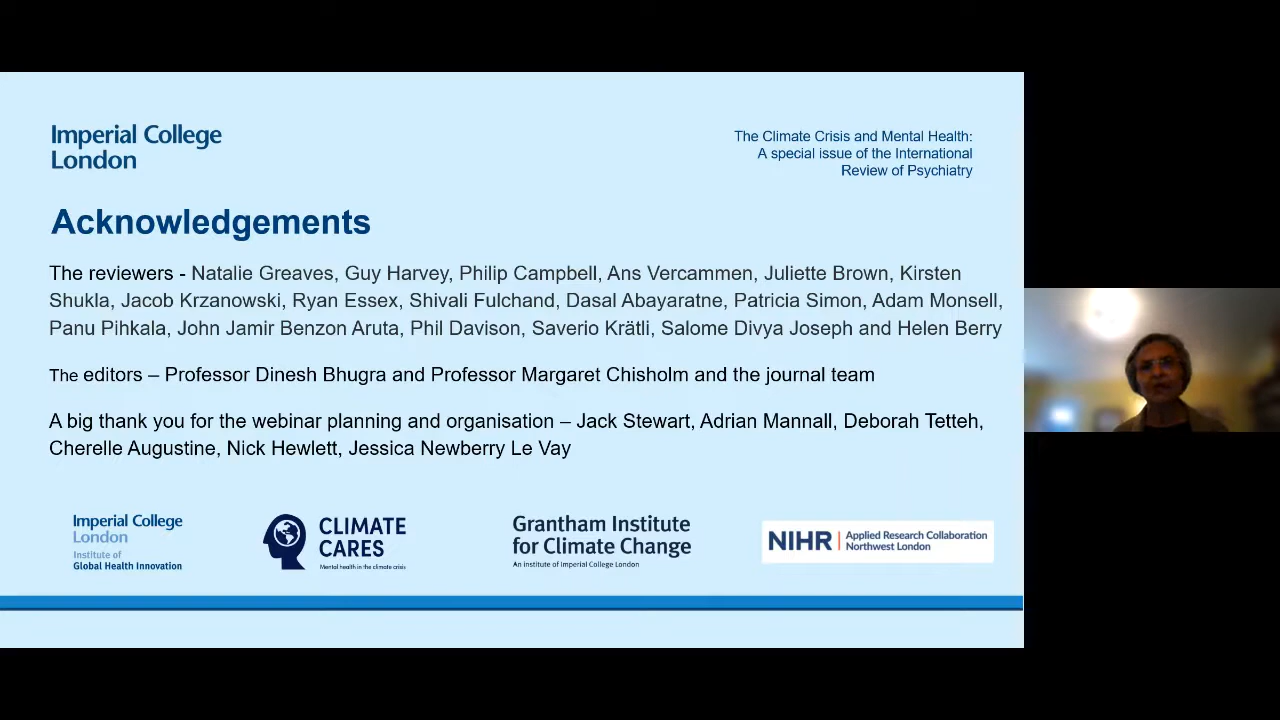 Imperial College
London
The Climate Crisis and Mental Health:
A special issue of the International
Review of Psychiatry
Acknowledgements
The reviewers - Natalie Greaves, Guy Harvey, Philip Campbell, Ans Vercammen, Juliette Brown, Kirsten
Shukla, Jacob Krzanowski, Ryan Essex, Shivali Fulchand, Dasal Abayaratne, Patricia Simon, Adam Monsell,
Panu Pihkala, John Jamir Benzon Aruta, Phil Davison, Saverio Krätli, Salome Divya Joseph and Helen Berry
The editors – Professor Dinesh Bhugra and Professor Margaret Chisholm and the journal team
A big thank you for the webinar planning and organisation – Jack Stewart, Adrian Mannall, Deborah Tetteh,
Cherelle Augustine, Nick Hewlett, Jessica Newberry Le Vay
Imperial College
London
Institute of
Global Health Innovation
CLIMATE
CARES
Mental health in the climate crisis
Grantham Institute
for Climate Change
An institute of Imperial College London
NIHR | Applied Research Collaboration
Northwest London